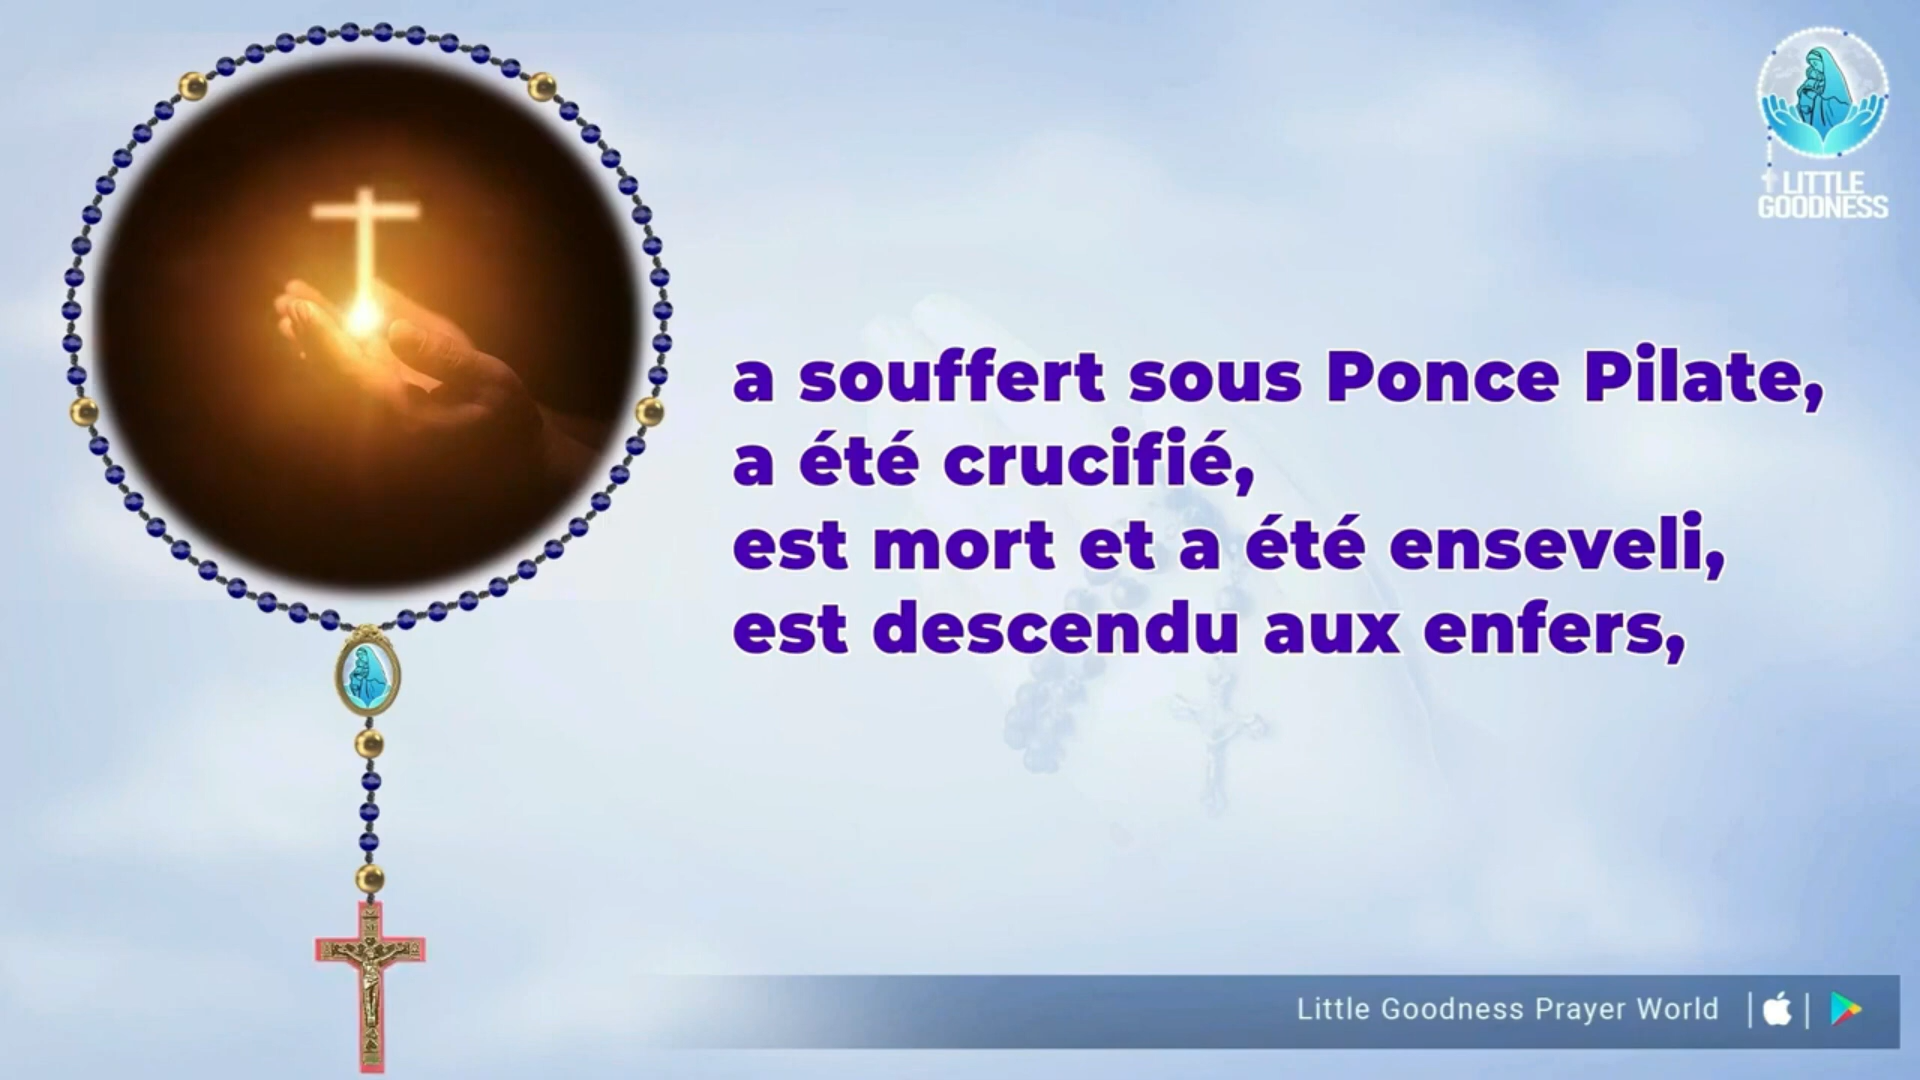 LITTLE
GOODNESS
a souffert sous Ponce Pilate,
a été crucifié,
est mort et a été enseveli,
est descendu aux enfers,
Little Goodness Prayer World